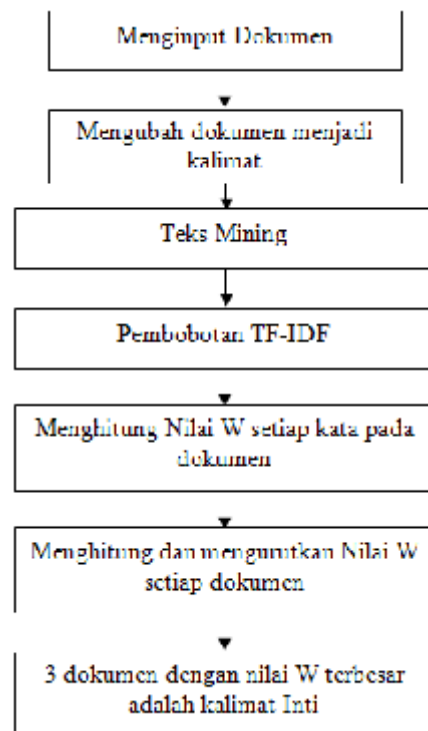 Menginput Dokumen
Mengubah dokumen menjadi
kalimat
Teks Mining
Pembobotan TF-IDF
Menghitung Nilai W setiap kata pada
dokumen
Menghitung dan mengurutkan Nilai W
setiap dokumen
3 dokumen dengan nilai W terbesar
adalah kalimat Inti